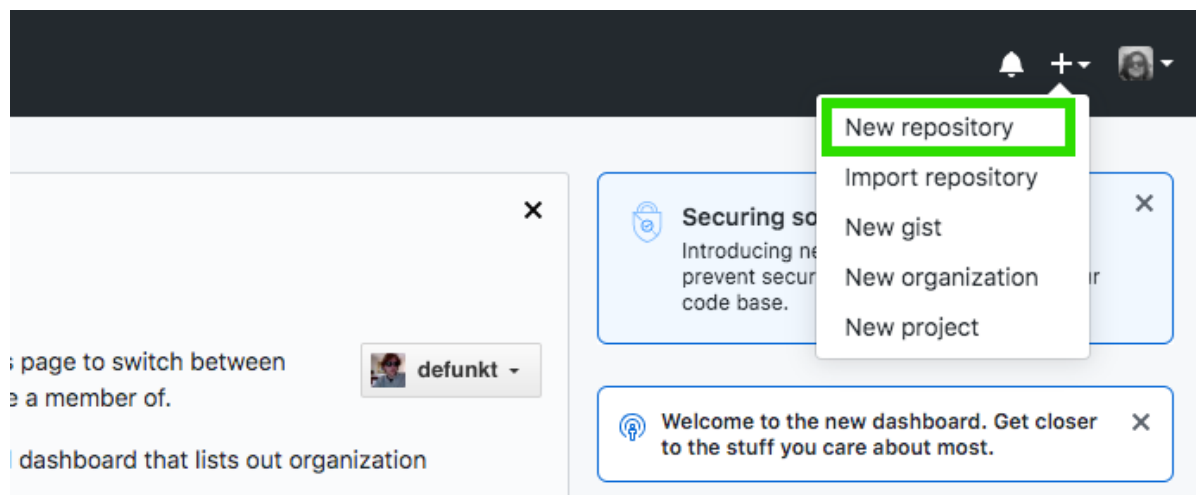 New repository
Import repository
New gist
New organization
New project
Securing so
Introducing ne
prevent secur
code base.
page to switch between
a member of.
defunkt
dashboard that lists out organization
Welcome to the new dashboard. Get closer
to the stuff you care about most.